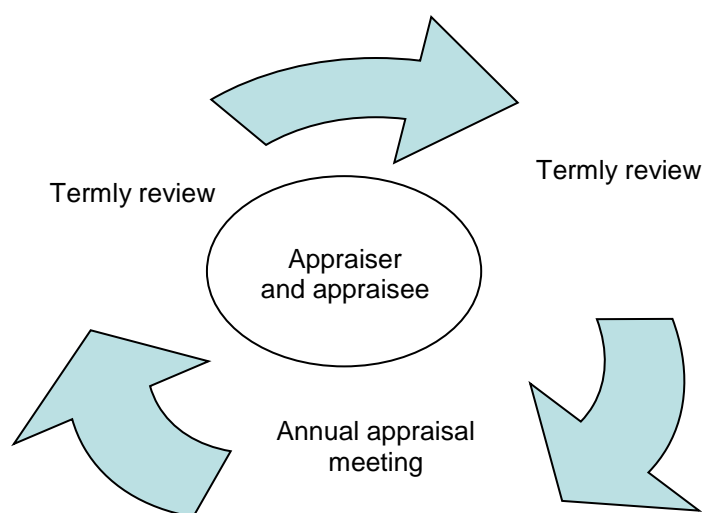 Termly review
Termly review
Appraiser
and appraisee
Annual appraisal
meeting